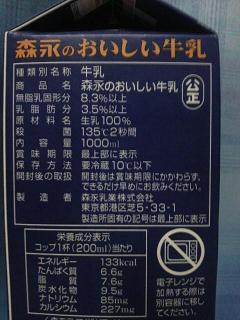 森永のおいしい牛乳
種類別名称 牛乳
商品名 森永のおいしい牛乳
公正
無脂乳固形分 8.3%以上
乳脂肪分 3.5%以上
原材料名 生乳100%
殺菌 135℃2秒間
内容量 1000ml
賞味期限 最上部に表示
保存方法 要冷蔵10℃以下
開封後の取扱 開封後は賞味期限にかかわらず、
できるだけ早めにお飲みください。
製造者 森永乳業株式会社
東京都港区芝5-33-1
製造所固有の記号は最上部に表示
栄養成分表示
コップ1杯(200ml)当たり
エネルギー 133kcal
たんぱく質 6.6g
脂質 7.6g
炭水化物 9.5g
ナトリウム 85mg
カルシウム 227mg
電子レンジで
加熱する際は
別容器に移し
てください。